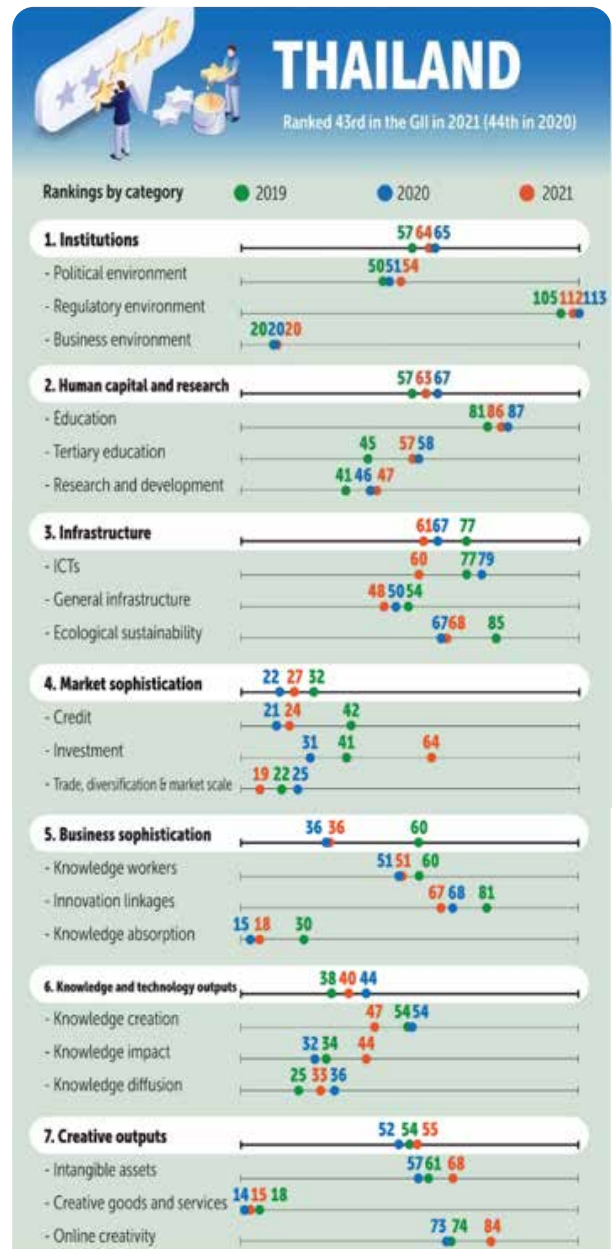 THAILAND
Ranked 43rd in the GII in 2021 (44th in 2020)
Rankings by category 2019 2020 2021
1. Institutions 57 64 65
- Political environment 50 51 54
- Regulatory environment 105 112 113
- Business environment 20 20 20
2. Human capital and research 57 63 67
- Education 81 86 87
- Tertiary education 45 57 58
- Research and development 41 46 47
3. Infrastructure 61 67 77
- ICTs 60 77 79
- General infrastructure 48 50 54
- Ecological sustainability 67 68 85
4. Market sophistication 22 27 32
- Credit 21 24 42
- Investment 31 41 64
- Trade, diversification & market scale 19 22 25
5. Business sophistication 36 36 60
- Knowledge workers 51 51 60
- Innovation linkages 67 68 81
- Knowledge absorption 15 18 30
6. Knowledge and technology outputs 38 40 44
- Knowledge creation 47 54 54
- Knowledge impact 32 34 44
- Knowledge diffusion 25 33 36
7. Creative outputs 52 54 55
- Intangible assets 57 61 68
- Creative goods and services 14 15 18
- Online creativity 73 74 84